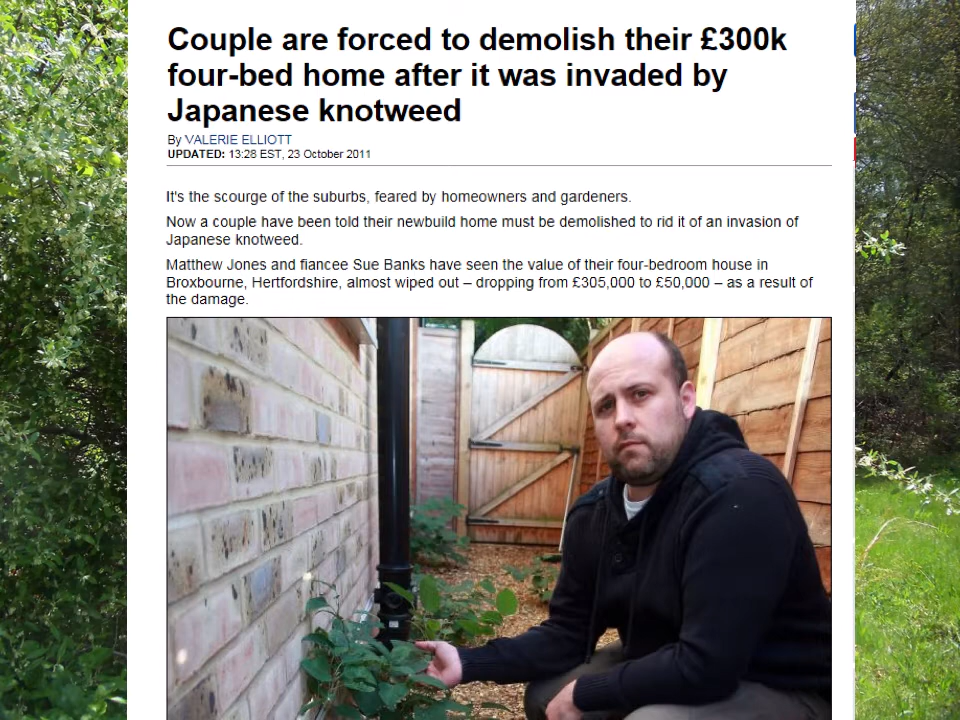 Couple are forced to demolish their £300k
four-bed home after it was invaded by
Japanese knotweed
By VALERIE ELLIOTT
UPDATED: 13:28 EST, 23 October 2011
It's the scourge of the suburbs, feared by homeowners and gardeners.
Now a couple have been told their newbuild home must be demolished to rid it of an invasion of
Japanese knotweed.
Matthew Jones and fiancee Sue Banks have seen the value of their four-bedroom house in
Broxbourne, Hertfordshire, almost wiped out – dropping from £305,000 to £50,000 – as a result of
the damage.